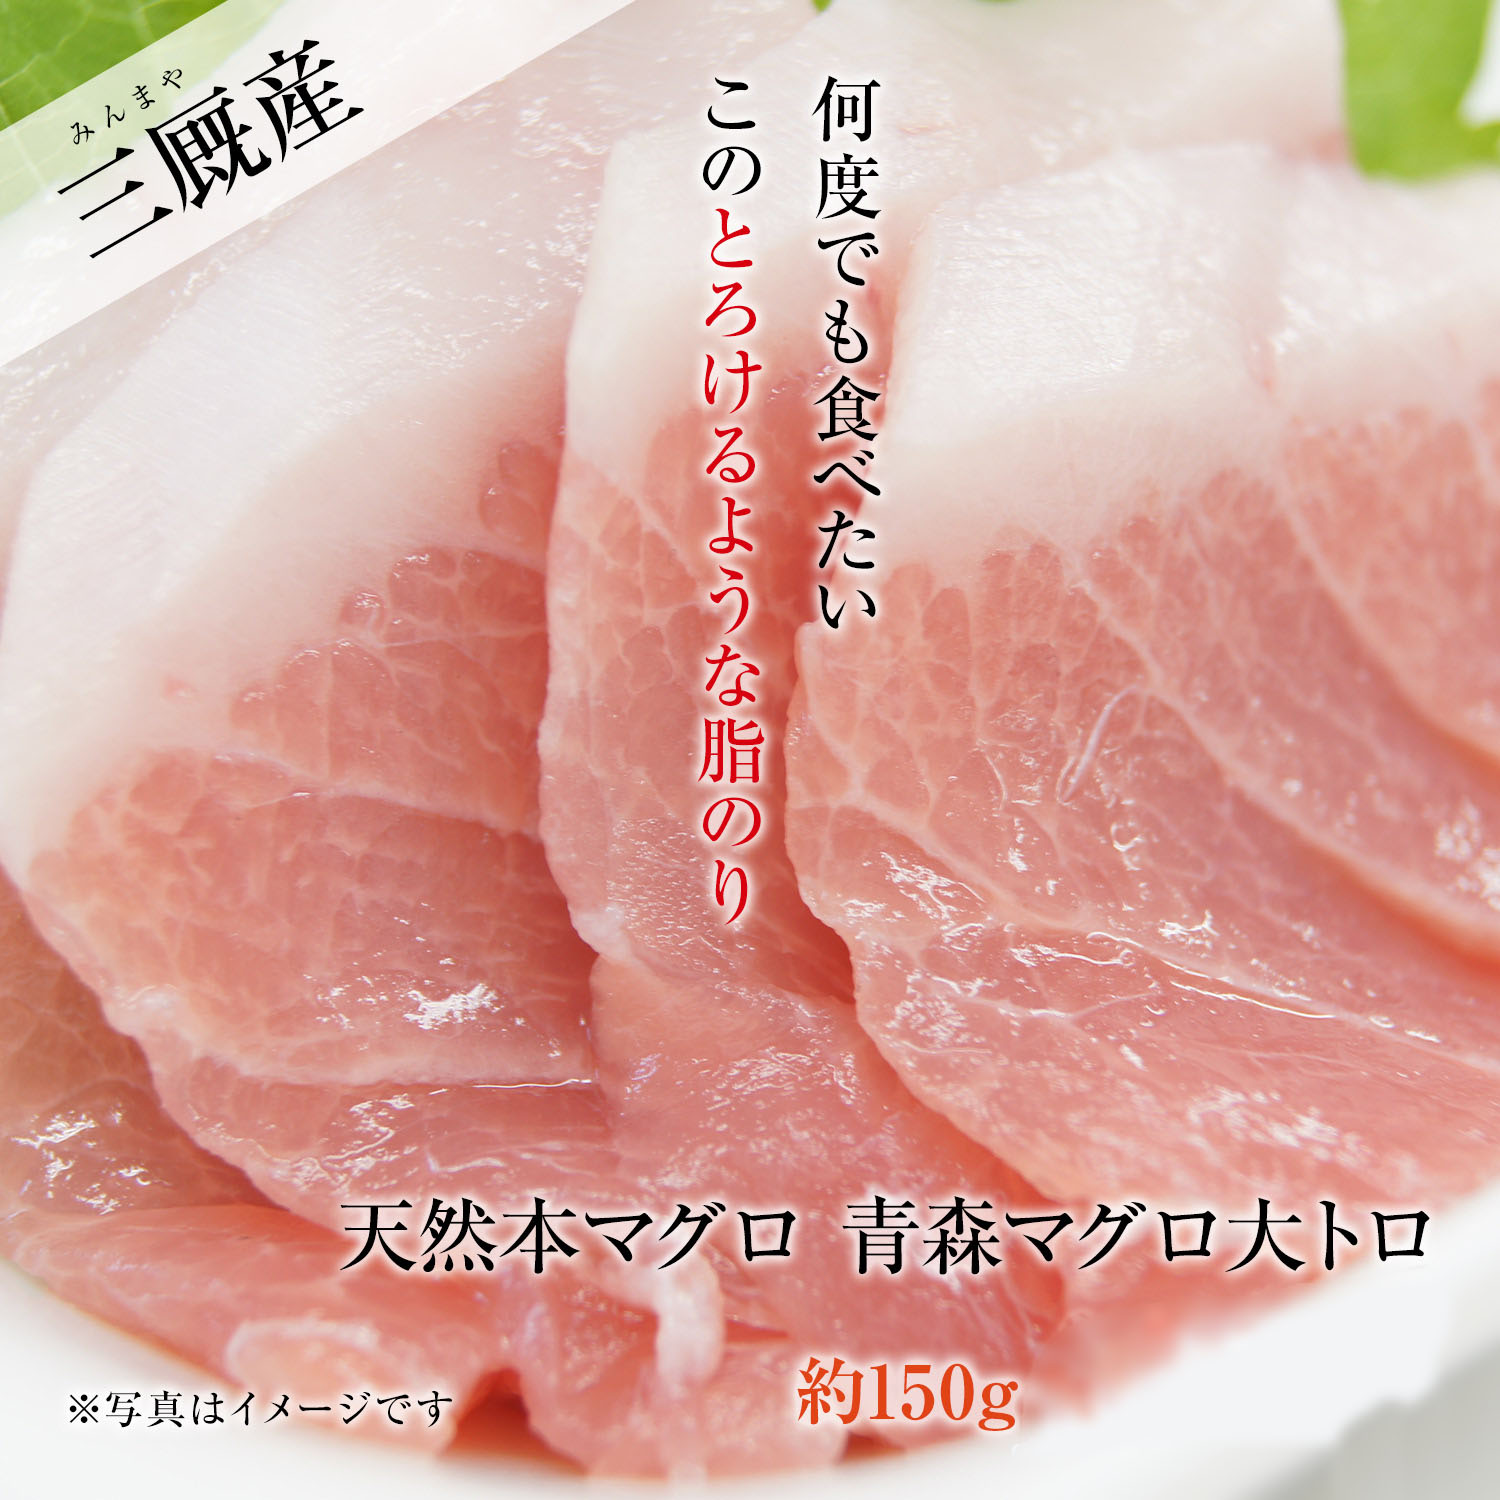 みんまや
三厩産
何度でも食べたい
このとろけるような脂のり
天然本マグロ 青森マグロ大トロ
約150g
※写真はイメージです